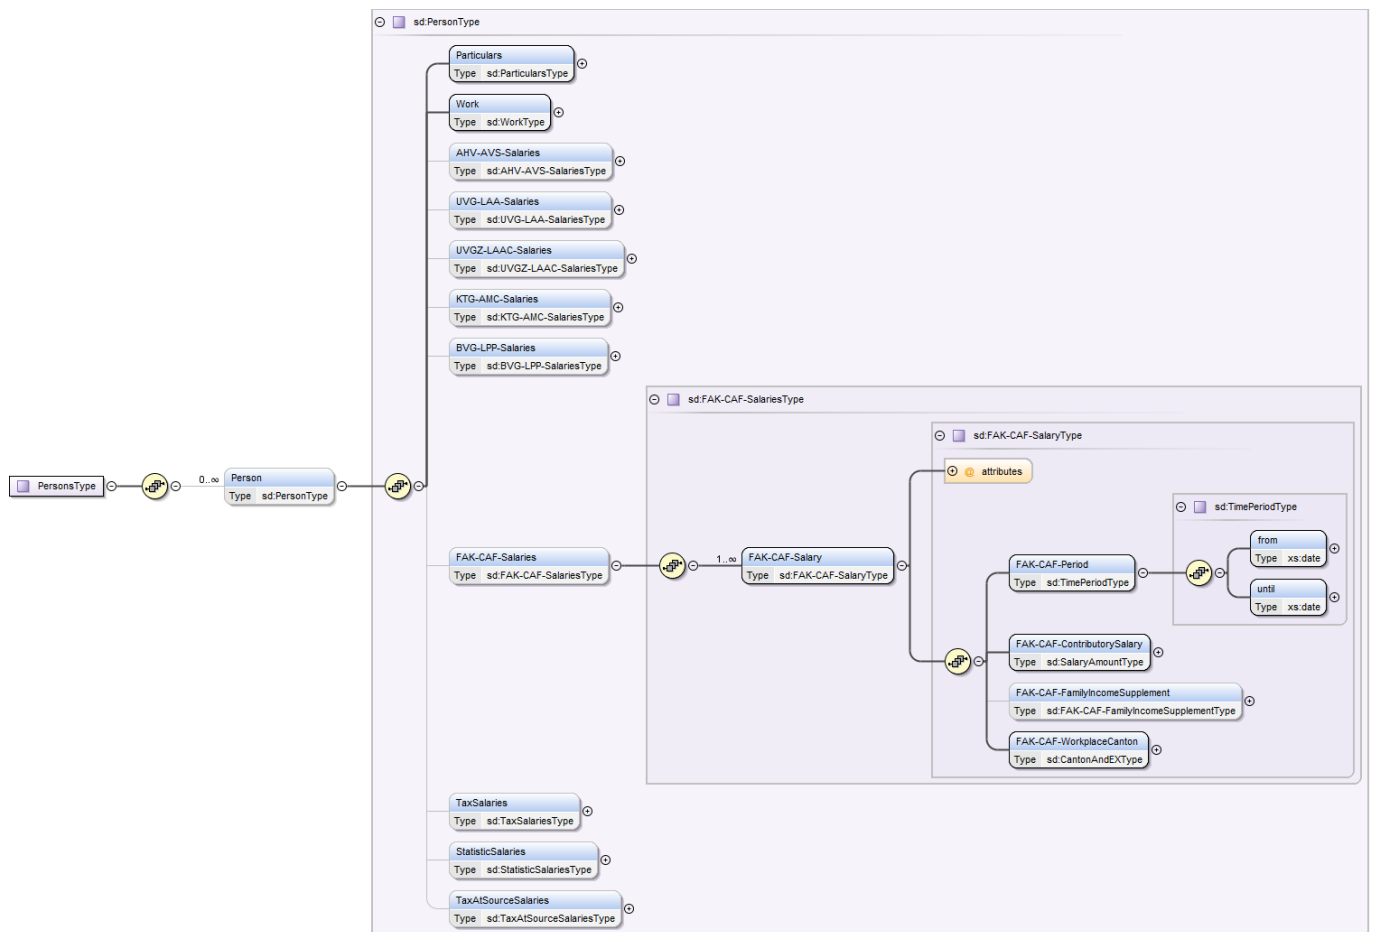 sd:PersonType
Particulars
Type sd:ParticularsType
Work
Type sd:WorkType
AHV-AVS-Salaries
Type sd:AHV-AVS-SalariesType
UVG-LAA-Salaries
Type sd:UVG-LAA-SalariesType
UVGZ-LAAC-Salaries
Type sd:UVGZ-LAAC-SalariesType
KTG-AMC-Salaries
Type sd:KTG-AMC-SalariesType
BVG-LPP-Salaries
Type sd:BVG-LPP-SalariesType
sd:FAK-CAF-SalariesType
sd:FAK-CAF-SalaryType
attributes
PersonsType
0..∞
Person
Type sd:PersonType
sd:TimePeriodType
from
Type xs:date
until
Type xs:date
FAK-CAF-Salaries
Type sd:FAK-CAF-SalariesType
1..∞
FAK-CAF-Salary
Type sd:FAK-CAF-SalaryType
FAK-CAF-Period
Type sd:TimePeriodType
FAK-CAF-ContributorySalary
Type sd:SalaryAmountType
FAK-CAF-FamilyIncomeSupplement
Type sd:FAK-CAF-FamilyIncomeSupplementType
FAK-CAF-WorkplaceCanton
Type sd:CantonAndEXType
TaxSalaries
Type sd:TaxSalariesType
StatisticSalaries
Type sd:StatisticSalariesType
TaxAtSourceSalaries
Type sd:TaxAtSourceSalariesType